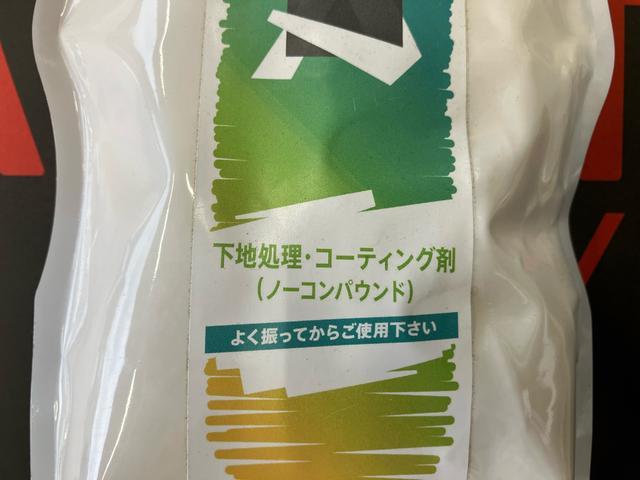 下地処理・コーティング剤
(ノーコンパウンド)
よく振ってからご使用下さい